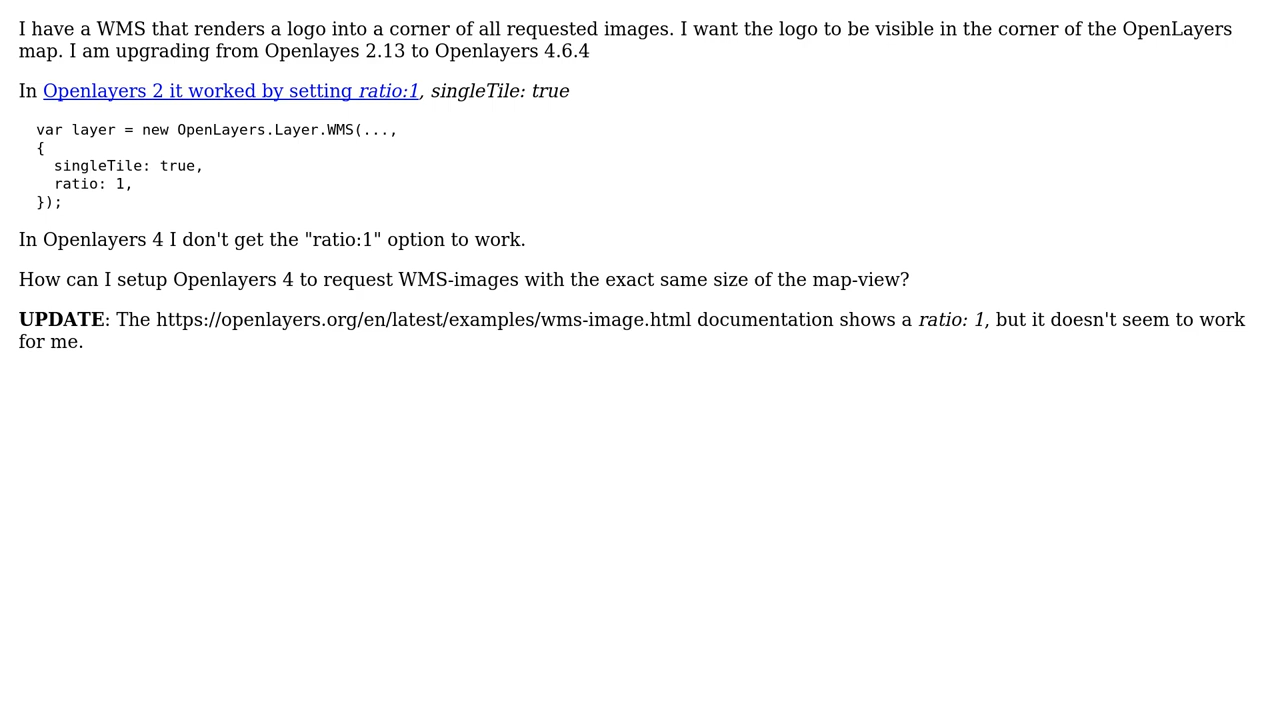 I have a WMS that renders a logo into a corner of all requested images. I want the logo to be visible in the corner of the OpenLayers
map. I am upgrading from Openlayes 2.13 to Openlayers 4.6.4
In Openlayers 2 it worked by setting ratio:1, singleTile: true
var layer = new OpenLayers.Layer.WMS(...,
{
  singleTile: true,
  ratio: 1,
});
In Openlayers 4 I don't get the "ratio:1" option to work.
How can I setup Openlayers 4 to request WMS-images with the exact same size of the map-view?
UPDATE: The https://openlayers.org/en/latest/examples/wms-image.html documentation shows a ratio: 1, but it doesn't seem to work
for me.